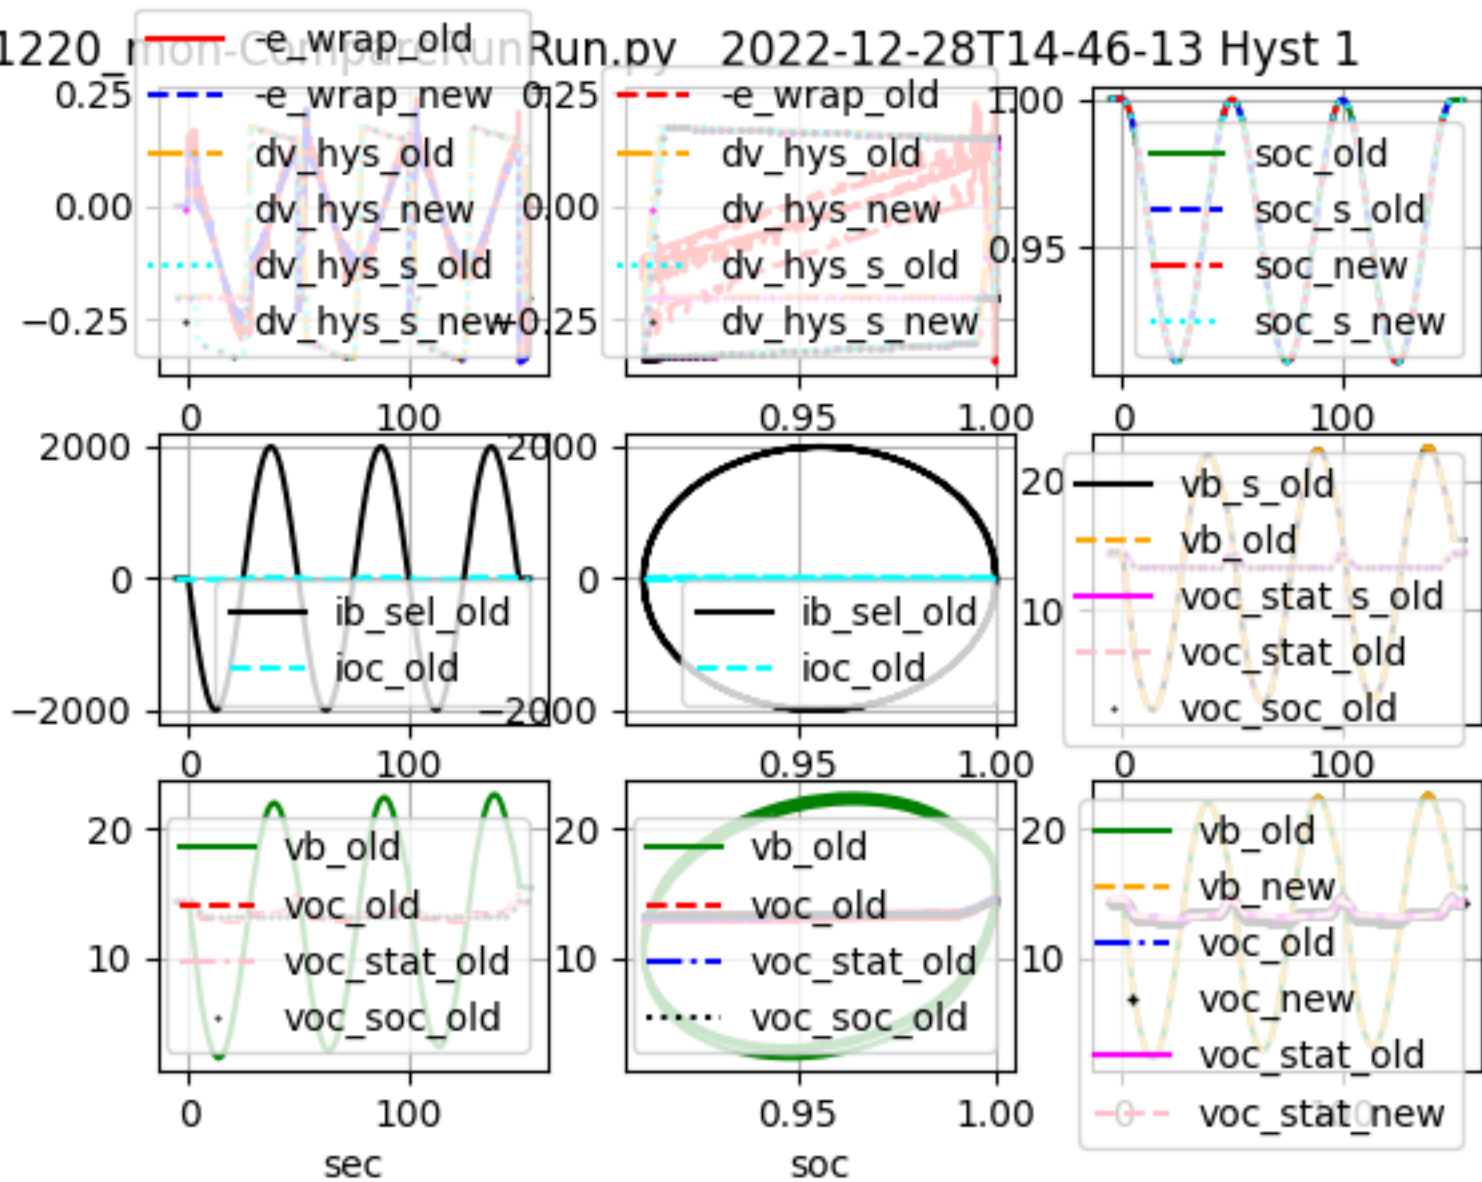 1220_mon-CompareRunRun.py 2022-12-28T14-46-13 Hyst 1
-e_wrap_old
-e_wrap_new
dv_hys_old
dv_hys_new
dv_hys_s_old
dv_hys_s_new
0.25
0.00
−0.25
0
100
-e_wrap_old
dv_hys_old
dv_hys_new
dv_hys_s_old
dv_hys_s_new
0.25
0.00
−0.25
0.95
1.00
soc_old
soc_s_old
soc_new
soc_s_new
1.00
0.95
0
100
2000
0
−2000
ib_sel_old
ioc_old
0
100
2000
0
−2000
ib_sel_old
ioc_old
0.95
1.00
20
10
vb_s_old
vb_old
voc_stat_s_old
voc_stat_old
voc_soc_old
0
100
20
10
vb_old
voc_old
voc_stat_old
voc_soc_old
0
100
sec
20
10
vb_old
voc_old
voc_stat_old
voc_soc_old
0.95
1.00
soc
20
10
vb_old
vb_new
voc_old
voc_new
voc_stat_old
voc_stat_new
0
100